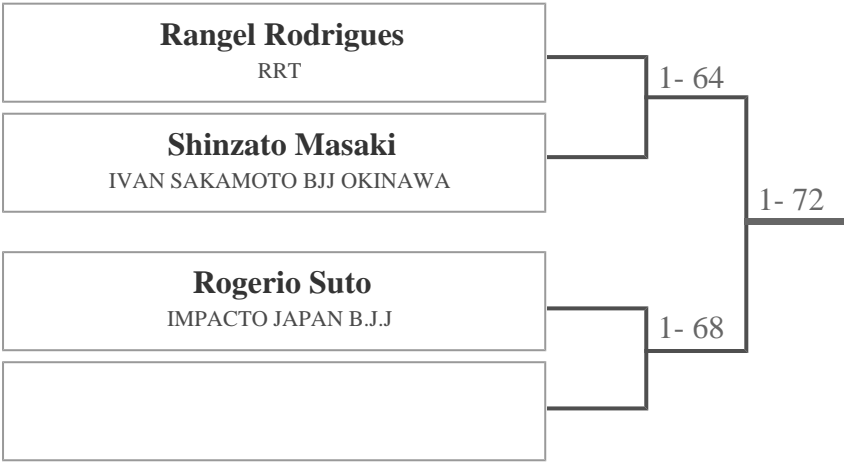 Rangel Rodrigues
RRT
1- 64
Shinzato Masaki
IVAN SAKAMOTO BJJ OKINAWA
1- 72
Rogerio Suto
IMPACTO JAPAN B.J.J
1- 68